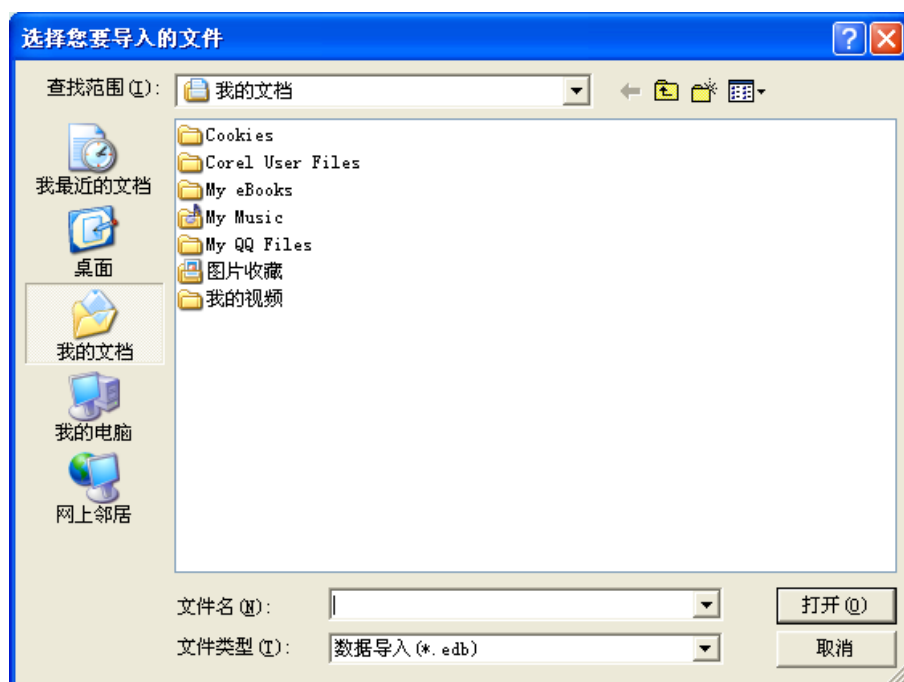 选择您要导入的文件
查找范围(I):
我的文档
我最近的文档
桌面
我的文档
我的电脑
网上邻居
Cookies
Corel User Files
My eBooks
My Music
My QQ Files
图片收藏
我的视频
文件名(N):
打开(O)
文件类型(T):
数据导入(*.edb)
取消